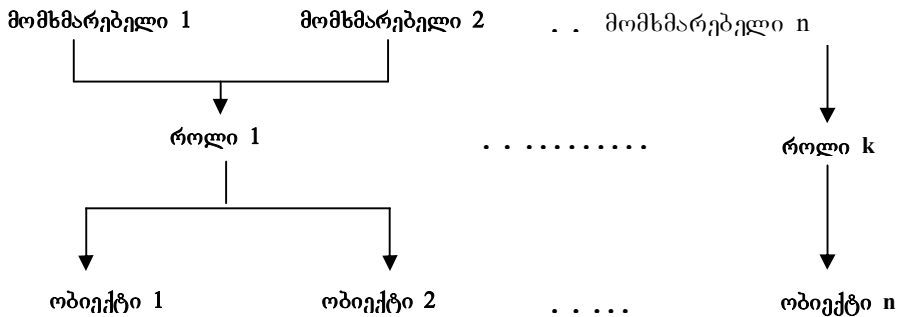 მომხმარებელი 1 მომხმარებელი 2 . . მომხმარებელი n
როლი 1 . . . . . . . . . . . როლი k
ობიექტი 1 ობიექტი 2 . . . . . ობიექტი n